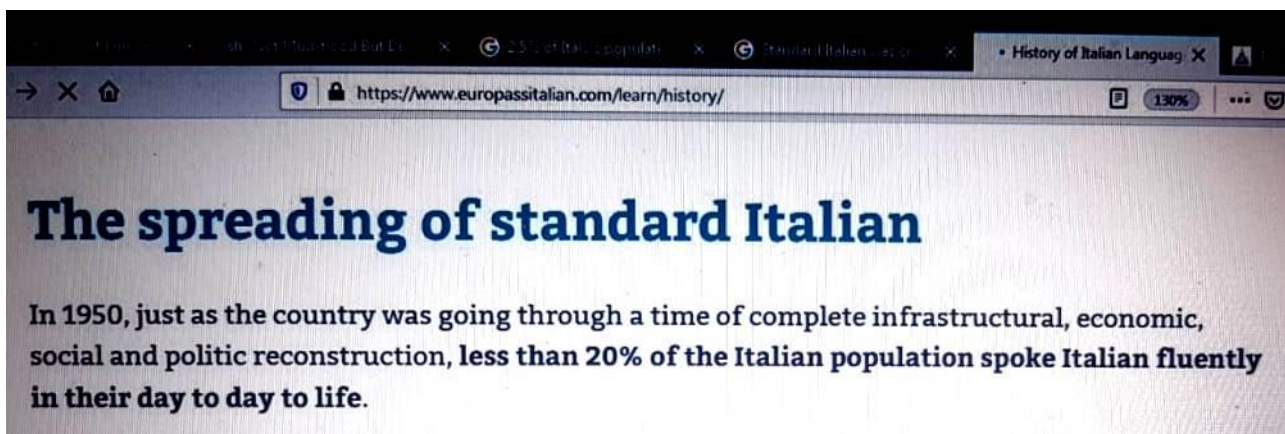 • History of Italian Languag
https://www.europassitalian.com/learn/history/
130%
The spreading of standard Italian
In 1950, just as the country was going through a time of complete infrastructural, economic,
social and politic reconstruction, less than 20% of the Italian population spoke Italian fluently
in their day to day to life.